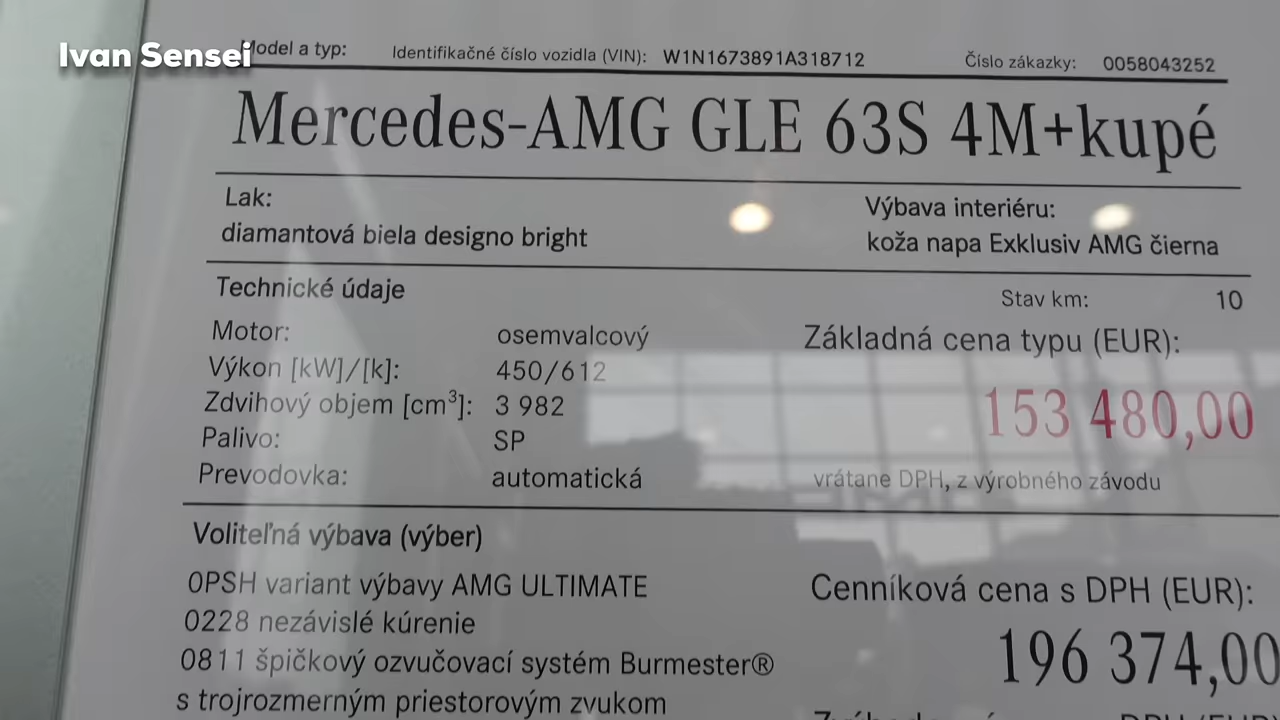 Ivan Sensei
Model a typ: Identifikačné číslo vozidla (VIN): W1N1673891A318712 Číslo zákazky: 0058043252
Mercedes-AMG GLE 63S 4M+kupé
Lak: Výbava interiéru:
diamantová biela designo bright koža napa Exklusiv AMG čierna
Technické údaje Stav km: 10
Motor: osemvalcový Základná cena typu (EUR):
Výkon [kW]/[k]: 450/612
Zdvihový objem [cm³]: 3 982 153 480,00
Palivo: SP
Prevodovka: automatická vrátane DPH, z výrobného závodu
Voliteľná výbava (výber)
0PSH variant výbavy AMG ULTIMATE Cenníková cena s DPH (EUR):
0228 nezávislé kúrenie
0811 špičkový ozvučovací systém Burmester® 196 374,00
s trojrozmerným priestorovým zvukom